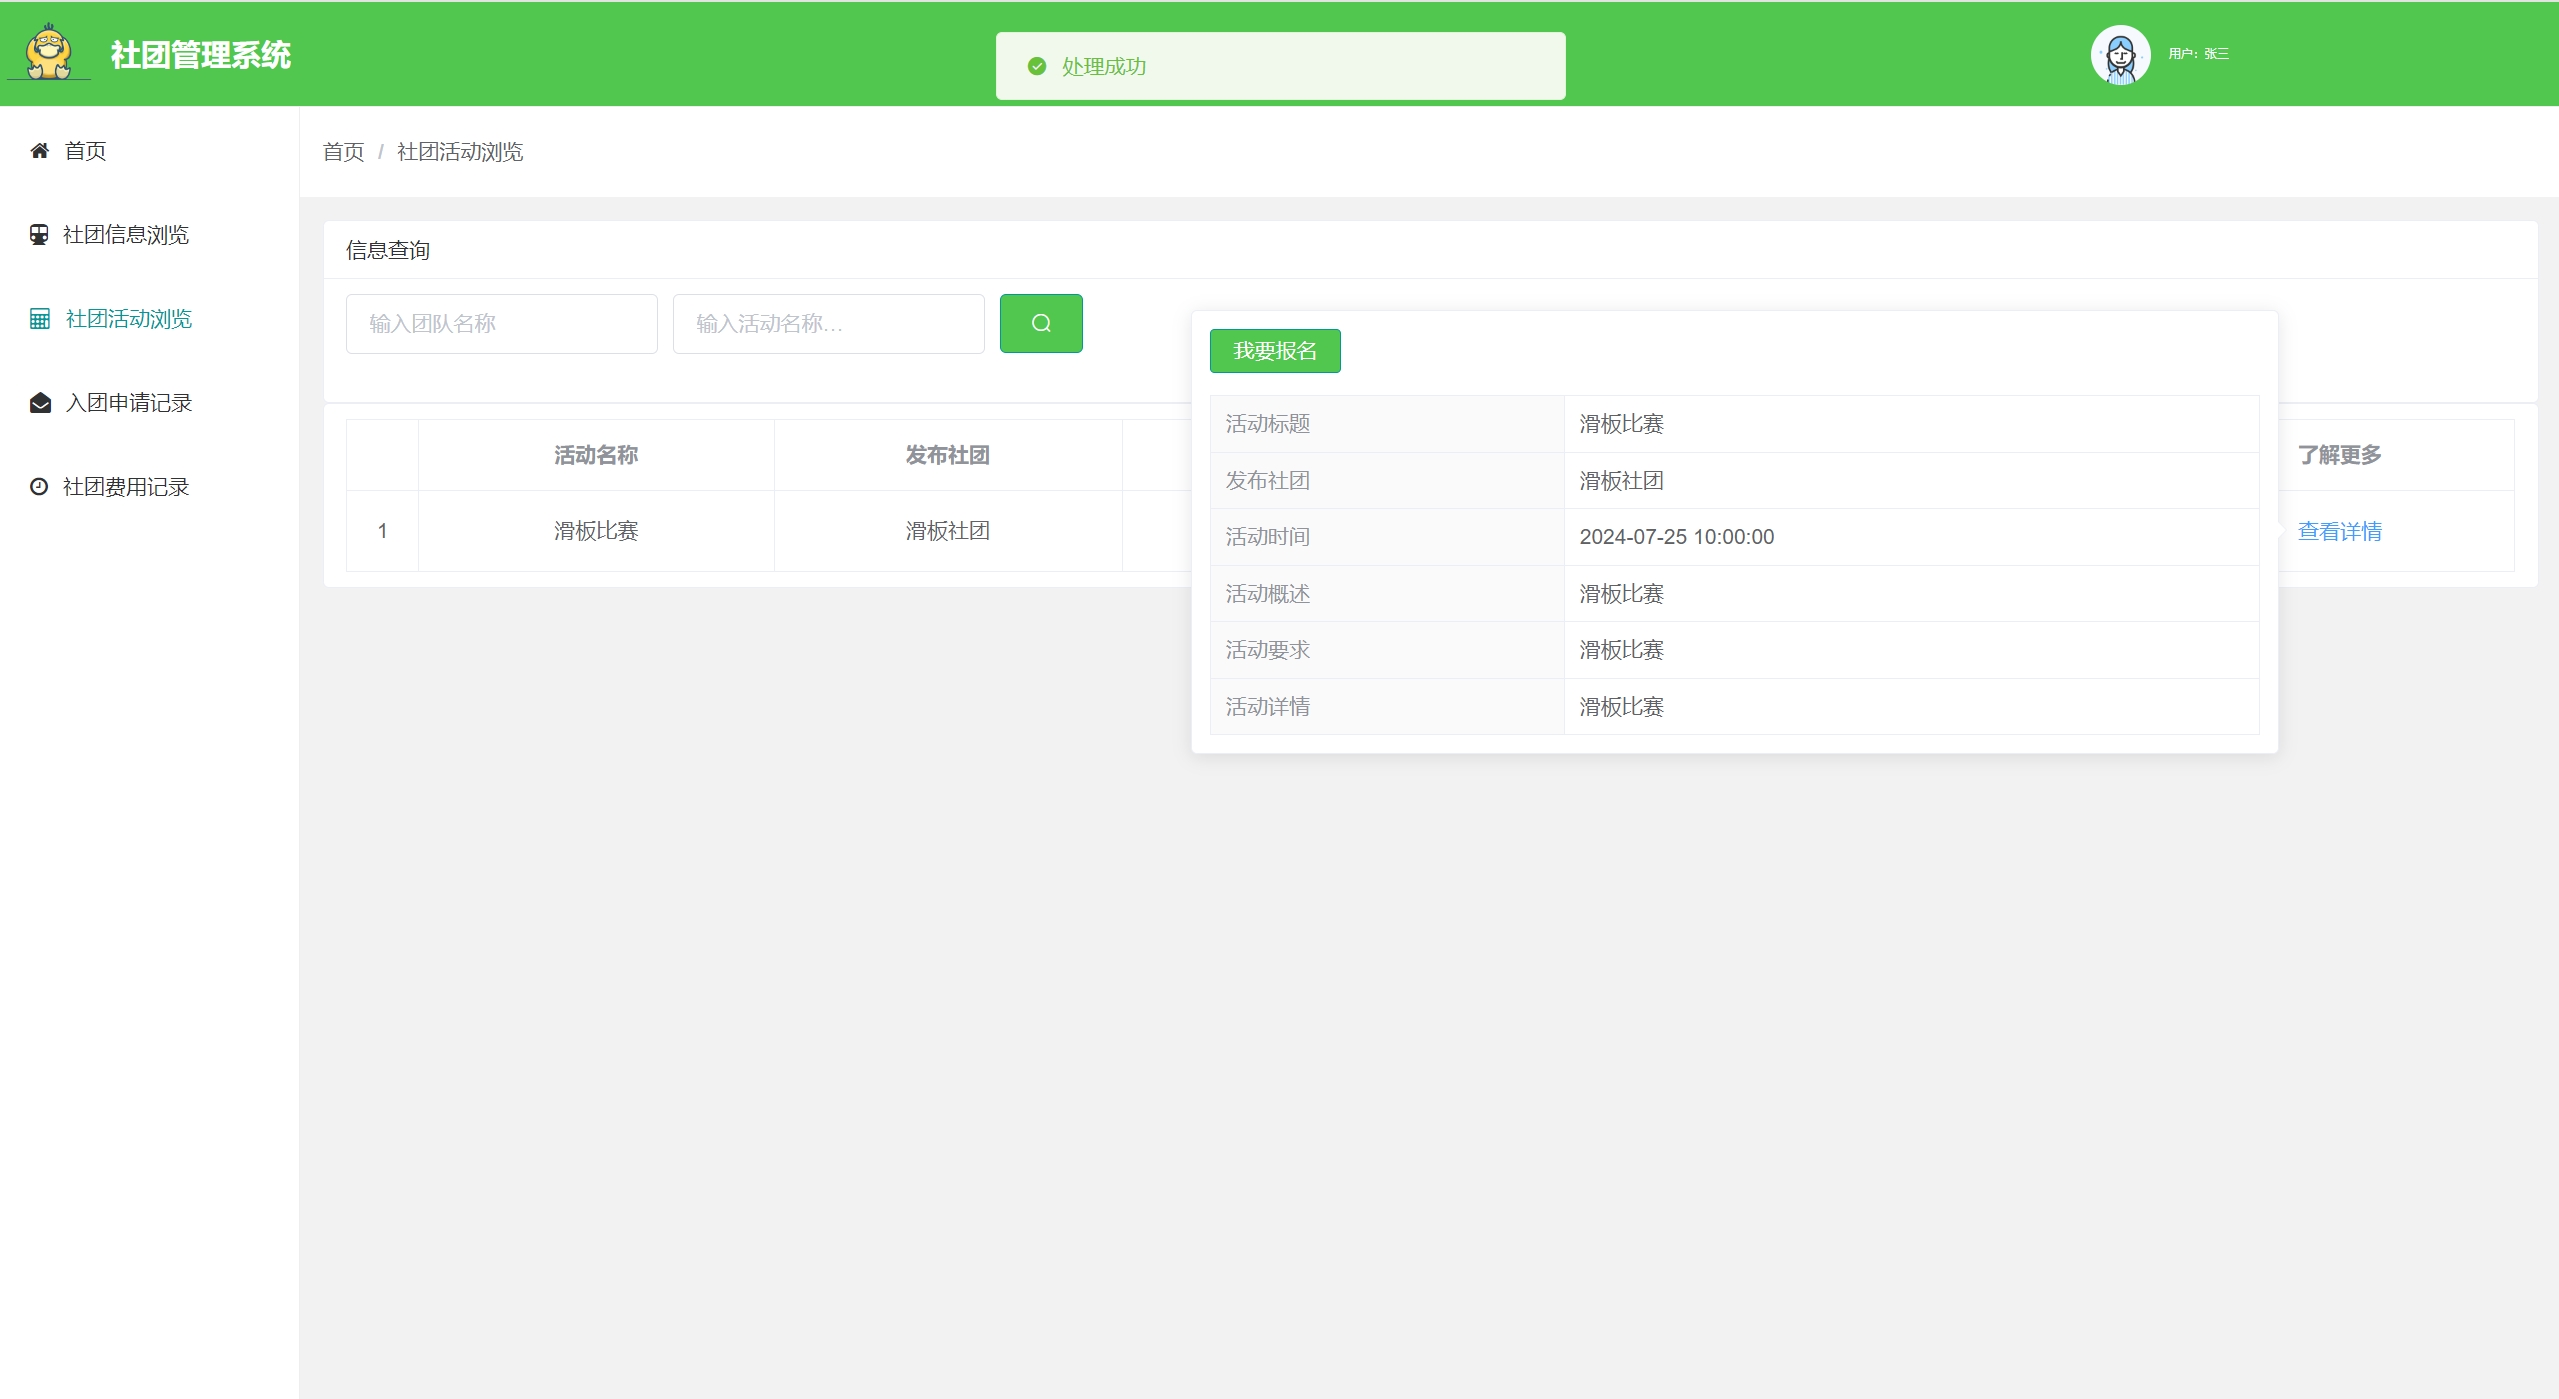 社团管理系统
处理成功
用户：张三
首页
社团信息浏览
社团活动浏览
入团申请记录
社团费用记录
首页 / 社团活动浏览
信息查询
输入团队名称
输入活动名称...
活动名称 发布社团 了解更多
1 滑板比赛 滑板社团 查看详情
我要报名
活动标题 滑板比赛
发布社团 滑板社团
活动时间 2024-07-25 10:00:00
活动概述 滑板比赛
活动要求 滑板比赛
活动详情 滑板比赛